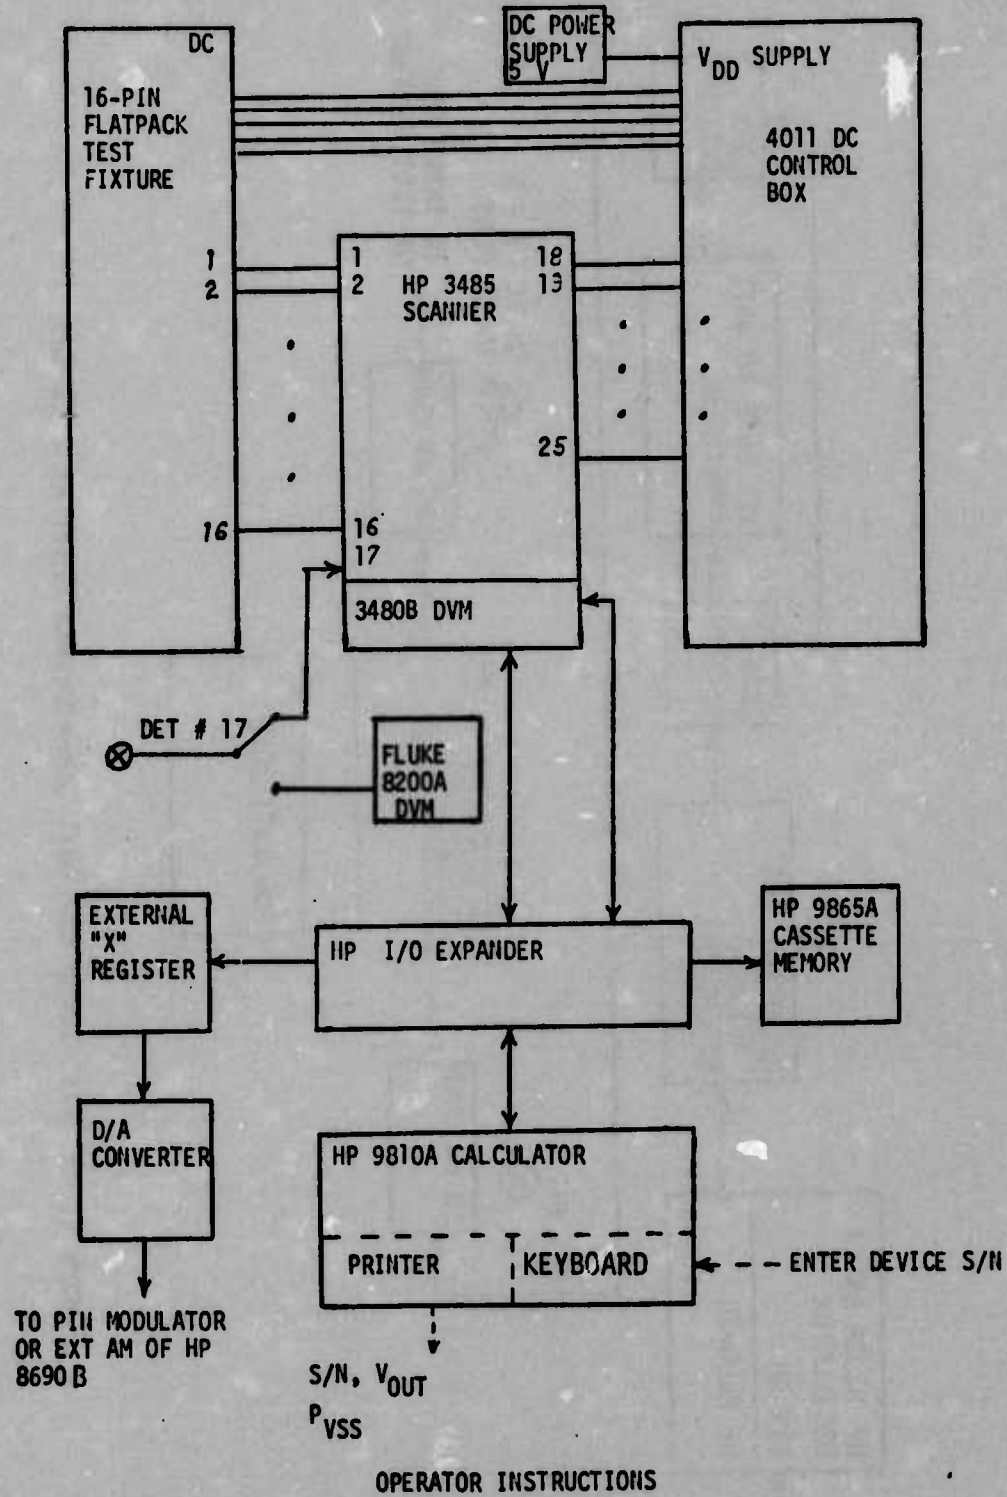 DC
16-PIN
FLATPACK
TEST
FIXTURE
1
2
16
DC POWER
SUPPLY
5 V
VDD SUPPLY
4011 DC
CONTROL
BOX
1
2
HP 3485
SCANNER
18
19
25
16
17
3480B DVM
DET # 17
FLUKE
8200A
DVM
EXTERNAL
"X"
REGISTER
HP I/O EXPANDER
HP 9865A
CASSETTE
MEMORY
D/A
CONVERTER
HP 9810A CALCULATOR
PRINTER
KEYBOARD
ENTER DEVICE S/N
TO PIN MODULATOR
OR EXT AM OF HP
8690B
S/N, VOUT
PVSS
OPERATOR INSTRUCTIONS